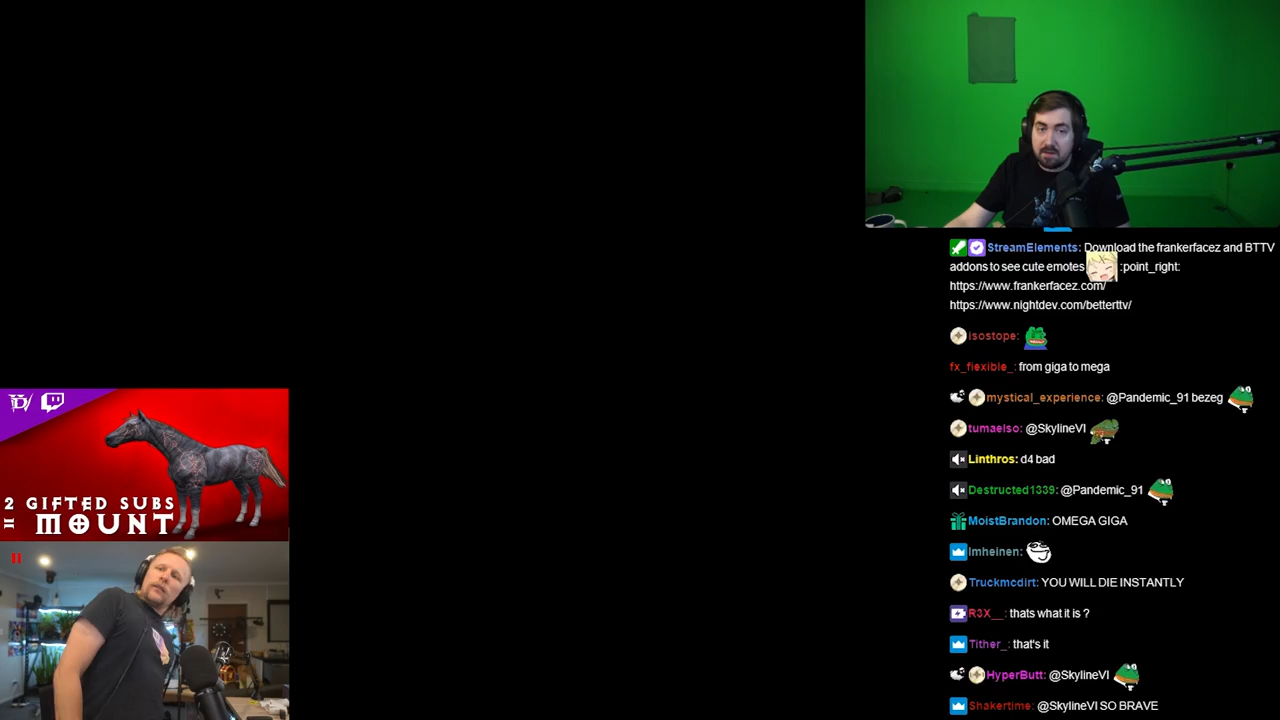 StreamElements: Download the frankerfacez and BTTV
addons to see cute emotes :point_right:
https://www.frankerfacez.com/
https://www.nightdev.com/betterttv/
isostope:
fx_flexible_: from giga to mega
mystical_experience: @Pandemic_91 bezeg
tumaelso: @SkylineVI
Linthros: d4 bad
Destructed1339: @Pandemic_91
MoistBrandon: OMEGA GIGA
Imheinen:
Truckmcdirt: YOU WILL DIE INSTANTLY
R3X__: thats what it is ?
Tither_: that's it
HyperButt: @SkylineVI
Shakertime: @SkylineVI SO BRAVE
2 GIFTED SUBS
= MOUNT